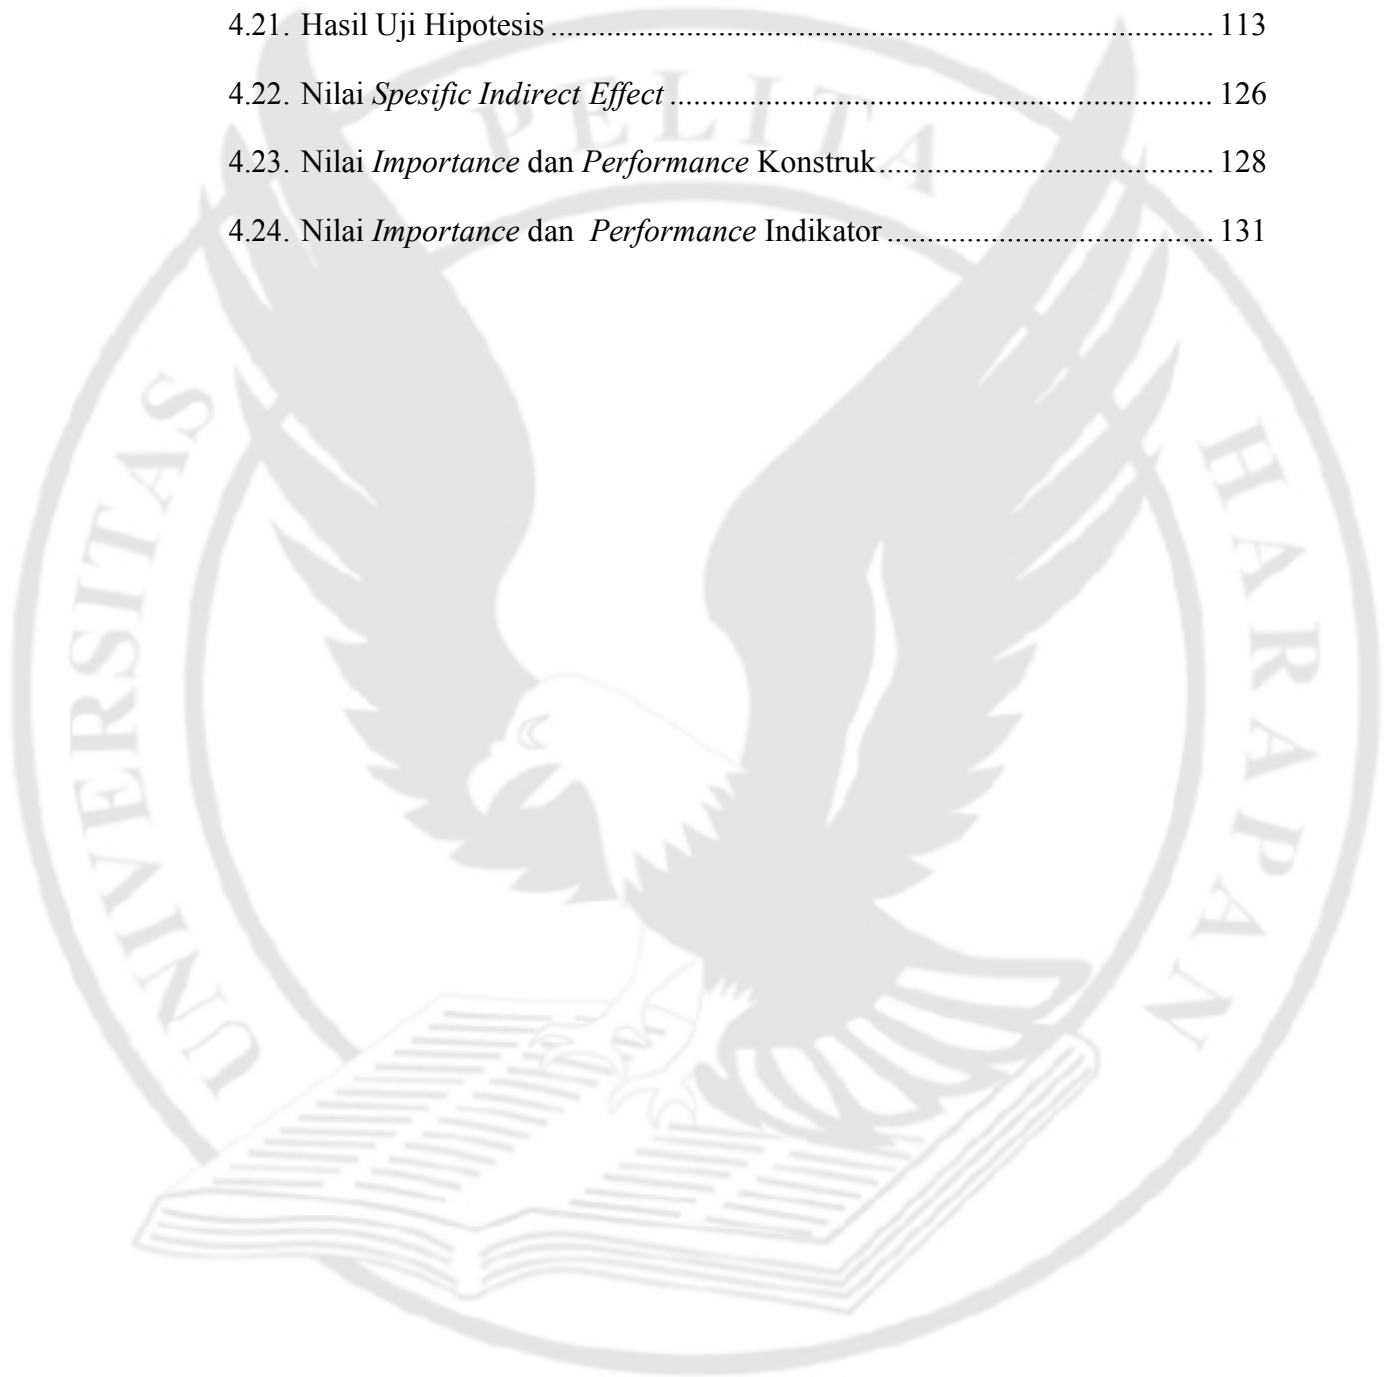 4.21. Hasil Uji Hipotesis ................................................................................... 113
4.22. Nilai Spesific Indirect Effect .................................................................... 126
4.23. Nilai Importance dan Performance Konstruk.......................................... 128
4.24. Nilai Importance dan  Performance Indikator ......................................... 131
UNIVERSITAS PELITA HARAPAN